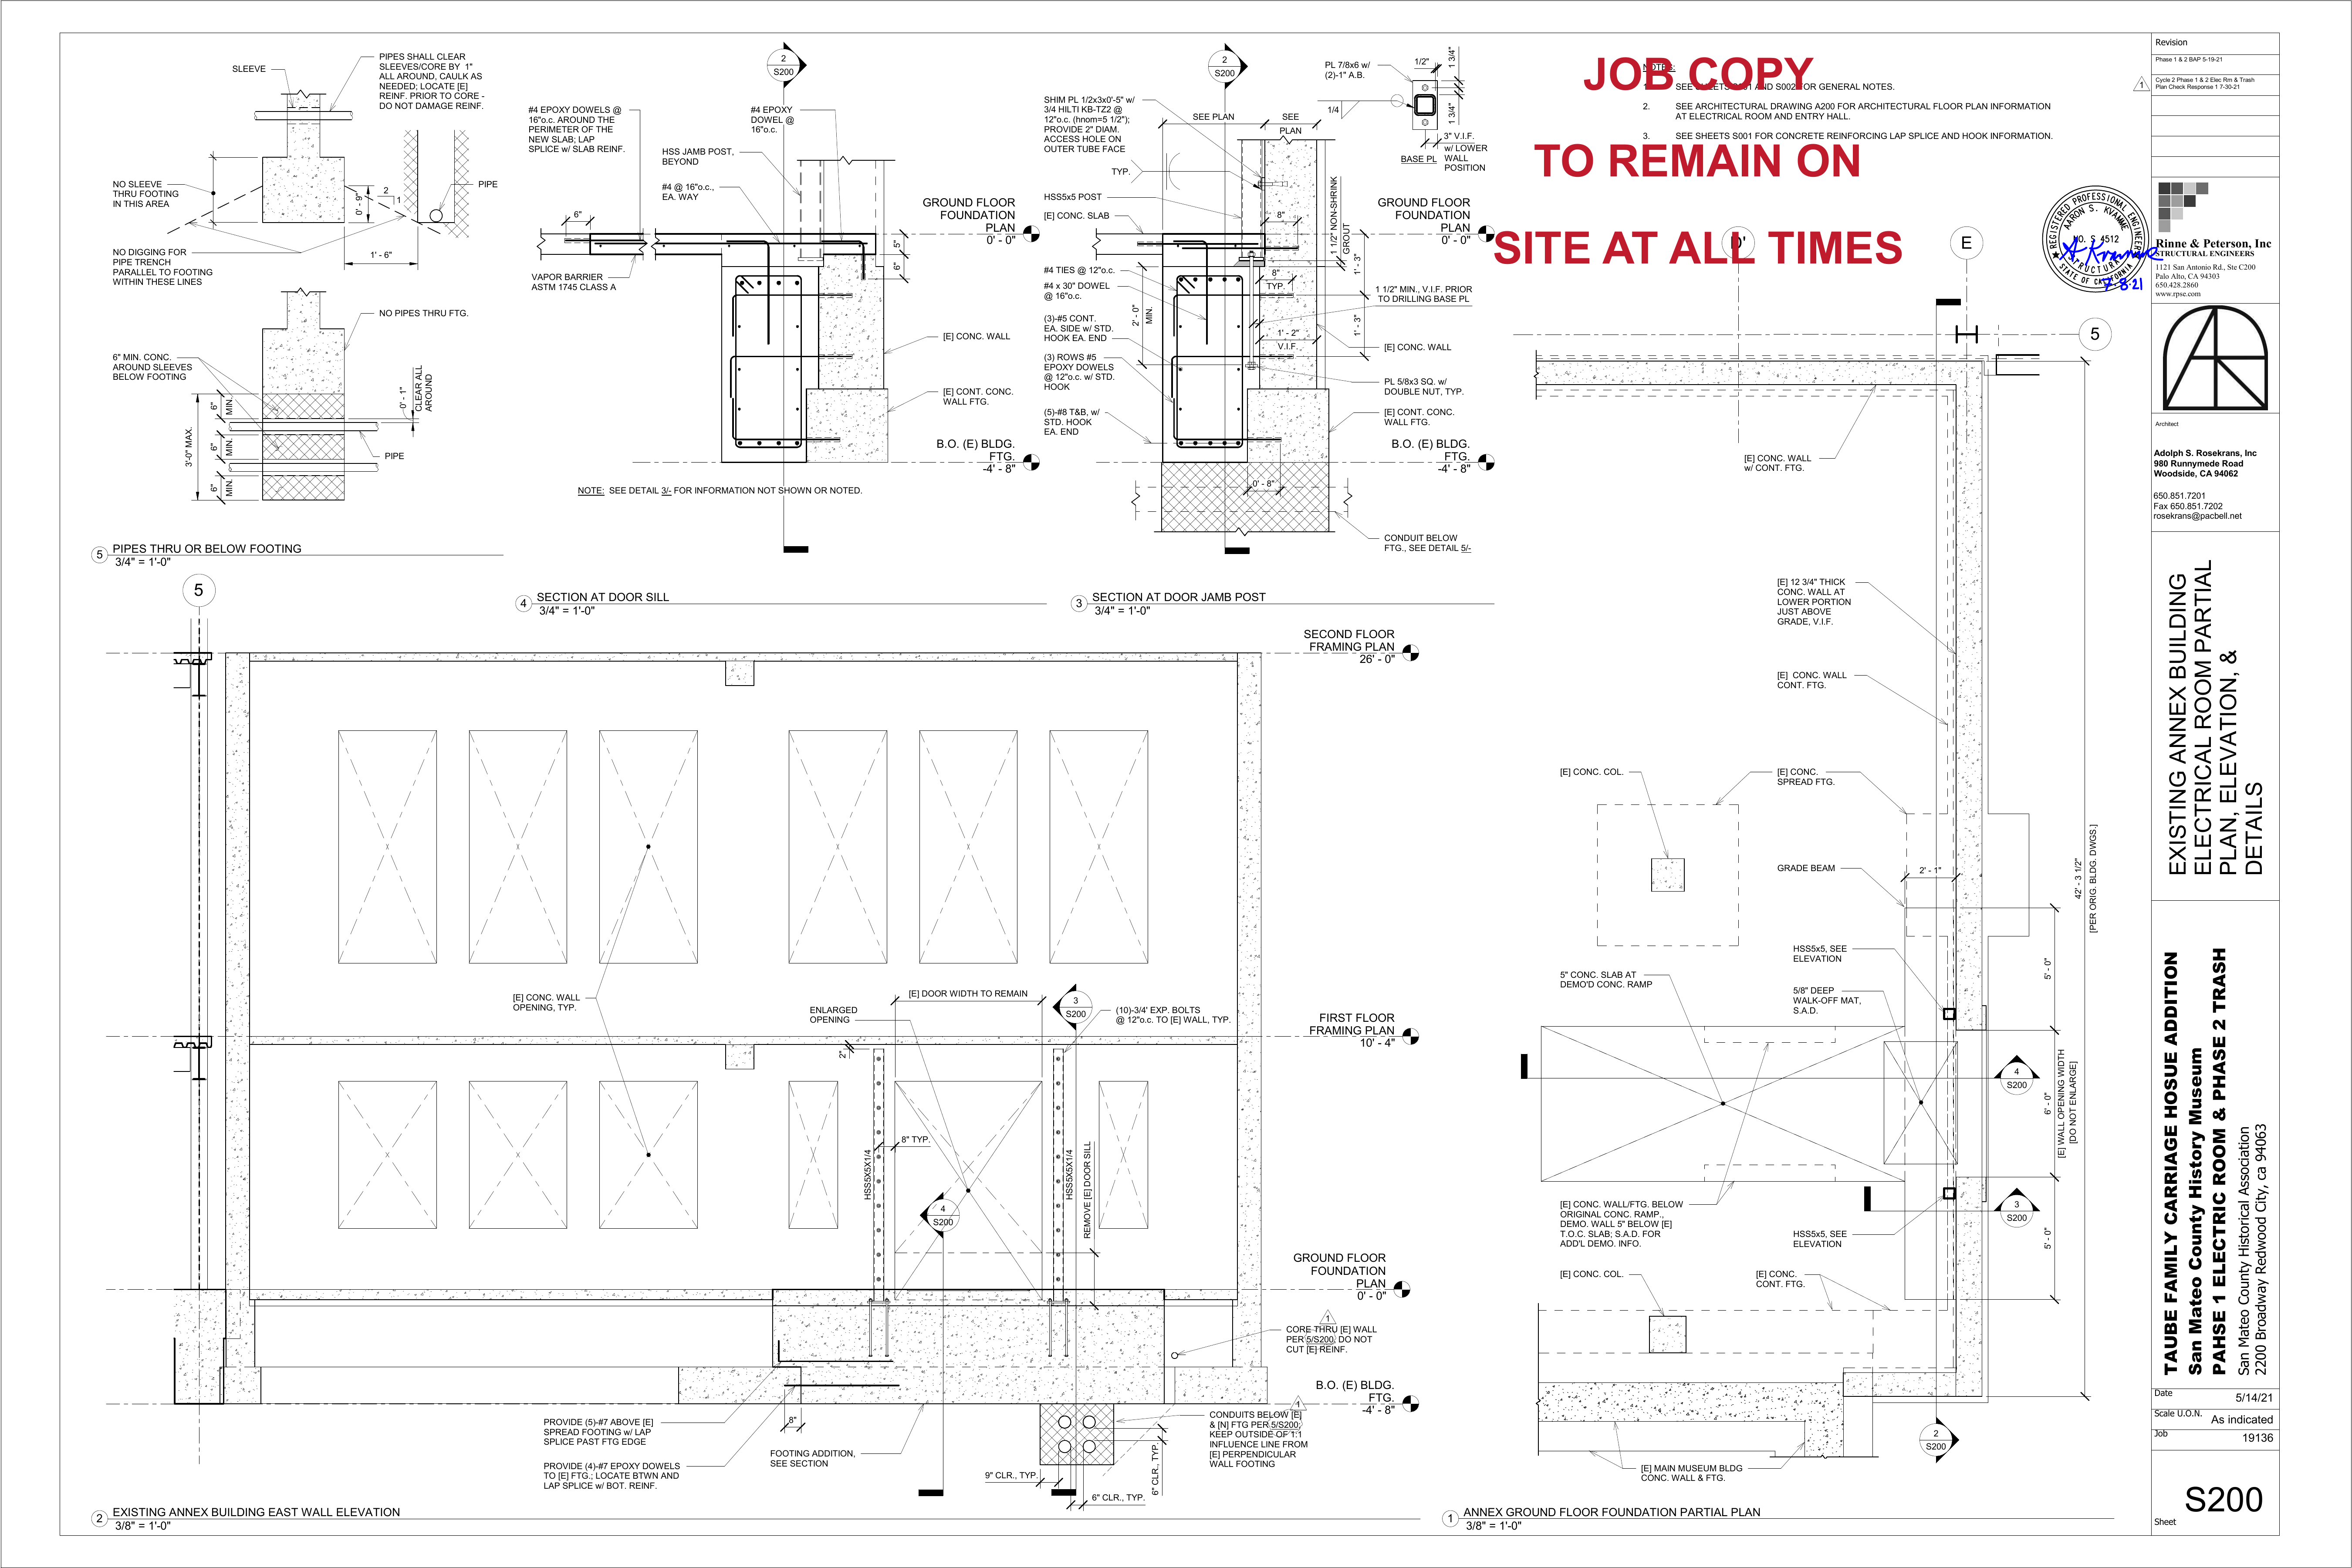 SLEEVE
PIPES SHALL CLEAR
SLEEVES/CORE BY 1"
ALL AROUND, CAULK AS
NEEDED; LOCATE [E]
REINF. PRIOR TO CORE -
DO NOT DAMAGE REINF.
NO SLEEVE
THRU FOOTING
IN THIS AREA
0' - 9"
2
1
PIPE
NO DIGGING FOR
PIPE TRENCH
PARALLEL TO FOOTING
WITHIN THESE LINES
1' - 6"
NO PIPES THRU FTG.
6" MIN. CONC.
AROUND SLEEVES
BELOW FOOTING
3'-0" MAX.
6"
MIN.
6"
MIN.
6"
MIN.
0' - 1"
CLEAR ALL
AROUND
PIPE
5
PIPES THRU OR BELOW FOOTING
3/4" = 1'-0"
2
S200
#4 EPOXY DOWELS @
16"o.c. AROUND THE
PERIMETER OF THE
NEW SLAB; LAP
SPLICE w/ SLAB REINF.
#4 EPOXY
DOWEL @
16"o.c.
HSS JAMB POST,
BEYOND
#4 @ 16"o.c.,
EA. WAY
6"
VAPOR BARRIER
ASTM 1745 CLASS A
5"
6"
GROUND FLOOR
FOUNDATION
PLAN
0' - 0"
[E] CONC. WALL
[E] CONT. CONC.
WALL FTG.
B.O. (E) BLDG.
FTG.
-4' - 8"
NOTE: SEE DETAIL 3/- FOR INFORMATION NOT SHOWN OR NOTED.
4
SECTION AT DOOR SILL
3/4" = 1'-0"
2
S200
SHIM PL 1/2x3x0'-5" w/
3/4 HILTI KB-TZ2 @
12"o.c. (hnom=5 1/2");
PROVIDE 2" DIAM.
ACCESS HOLE ON
OUTER TUBE FACE
SEE PLAN
SEE
PLAN
TYP.
HSS5x5 POST
[E] CONC. SLAB
#4 TIES @ 12"o.c.
#4 x 30" DOWEL
@ 16"o.c.
(3)-#5 CONT.
EA. SIDE w/ STD.
HOOK EA. END
(3) ROWS #5
EPOXY DOWELS
@ 12"o.c. w/ STD.
HOOK
(5)-#8 T&B, w/
STD. HOOK
EA. END
2' - 0"
MIN.
8"
8"
TYP.
1' - 2"
V.I.F.
0' - 8"
1 1/2" NON-SHRINK
GROUT
1' - 3"
1' - 3"
GROUND FLOOR
FOUNDATION
PLAN
0' - 0"
1 1/2" MIN., V.I.F. PRIOR
TO DRILLING BASE PL
[E] CONC. WALL
PL 5/8x3 SQ. w/
DOUBLE NUT, TYP.
[E] CONT. CONC.
WALL FTG.
B.O. (E) BLDG.
FTG.
-4' - 8"
CONDUIT BELOW
FTG., SEE DETAIL 5/-
PL 7/8x6 w/
(2)-1" A.B.
1/2"
1 3/4"
1 3/4"
1/4
BASE PL
3" V.I.F.
w/ LOWER
WALL
POSITION
3
SECTION AT DOOR JAMB POST
3/4" = 1'-0"
JOB COPY
TO REMAIN ON
SITE AT ALL TIMES
NOTES:
1. SEE SHEETS S001 AND S002 FOR GENERAL NOTES.
2. SEE ARCHITECTURAL DRAWING A200 FOR ARCHITECTURAL FLOOR PLAN INFORMATION
AT ELECTRICAL ROOM AND ENTRY HALL.
3. SEE SHEETS S001 FOR CONCRETE REINFORCING LAP SPLICE AND HOOK INFORMATION.
REGISTERED PROFESSIONAL ENGINEER
AARON S. KVAMME
NO. S 4512
STRUCTURAL
STATE OF CALIFORNIA
7.8.21
5
SECOND FLOOR
FRAMING PLAN
26' - 0"
[E] CONC. WALL
OPENING, TYP.
ENLARGED
OPENING
[E] DOOR WIDTH TO REMAIN
3
S200
(10)-3/4' EXP. BOLTS
@ 12"o.c. TO [E] WALL, TYP.
FIRST FLOOR
FRAMING PLAN
10' - 4"
2"
8" TYP.
HSS5X5X1/4
HSS5X5X1/4
REMOVE [E] DOOR SILL
4
S200
GROUND FLOOR
FOUNDATION
PLAN
0' - 0"
1
CORE THRU [E] WALL
PER 5/S200, DO NOT
CUT [E] REINF.
B.O. (E) BLDG.
FTG.
-4' - 8"
1
CONDUITS BELOW [E]
& [N] FTG PER 5/S200;
KEEP OUTSIDE OF 1:1
INFLUENCE LINE FROM
[E] PERPENDICULAR
WALL FOOTING
PROVIDE (5)-#7 ABOVE [E]
SPREAD FOOTING w/ LAP
SPLICE PAST FTG EDGE
PROVIDE (4)-#7 EPOXY DOWELS
TO [E] FTG.; LOCATE BTWN AND
LAP SPLICE w/ BOT. REINF.
8"
FOOTING ADDITION,
SEE SECTION
9" CLR., TYP.
6" CLR., TYP.
6" CLR., TYP.
2
EXISTING ANNEX BUILDING EAST WALL ELEVATION
3/8" = 1'-0"
D'
E
5
[E] CONC. WALL
w/ CONT. FTG.
[E] 12 3/4" THICK
CONC. WALL AT
LOWER PORTION
JUST ABOVE
GRADE, V.I.F.
[E] CONC. WALL
CONT. FTG.
[E] CONC. COL.
[E] CONC.
SPREAD FTG.
GRADE BEAM
2' - 1"
42' - 3 1/2"
[PER ORIG. BLDG. DWGS.]
HSS5x5, SEE
ELEVATION
5" CONC. SLAB AT
DEMO'D CONC. RAMP
5/8" DEEP
WALK-OFF MAT,
S.A.D.
5' - 0"
6' - 0"
[E] WALL OPENING WIDTH
[DO NOT ENLARGE]
5' - 0"
4
S200
3
S200
[E] CONC. WALL/FTG. BELOW
ORIGINAL CONC. RAMP.,
DEMO. WALL 5" BELOW [E]
T.O.C. SLAB; S.A.D. FOR
ADD'L DEMO. INFO.
HSS5x5, SEE
ELEVATION
[E] CONC. COL.
[E] CONC.
CONT. FTG.
2
S200
[E] MAIN MUSEUM BLDG
CONC. WALL & FTG.
1
ANNEX GROUND FLOOR FOUNDATION PARTIAL PLAN
3/8" = 1'-0"
Revision
Phase 1 & 2 BAP 5-19-21
1
Cycle 2 Phase 1 & 2 Elec Rm & Trash
Plan Check Response 1 7-30-21
Rinne & Peterson, Inc
STRUCTURAL ENGINEERS
1121 San Antonio Rd., Ste C200
Palo Alto, CA 94303
650.428.2860
www.rpse.com
Architect
Adolph S. Rosekrans, Inc
980 Runnymede Road
Woodside, CA 94062
650.851.7201
Fax 650.851.7202
rosekrans@pacbell.net
EXISTING ANNEX BUILDING
ELECTRICAL ROOM PARTIAL
PLAN, ELEVATION, &
DETAILS
TAUBE FAMILY CARRIAGE HOSUE ADDITION
San Mateo County History Museum
PAHSE 1 ELECTRIC ROOM & PHASE 2 TRASH
San Mateo County Historical Association
2200 Broadway Redwood City, ca 94063
Date
5/14/21
Scale U.O.N.
As indicated
Job
19136
S200
Sheet